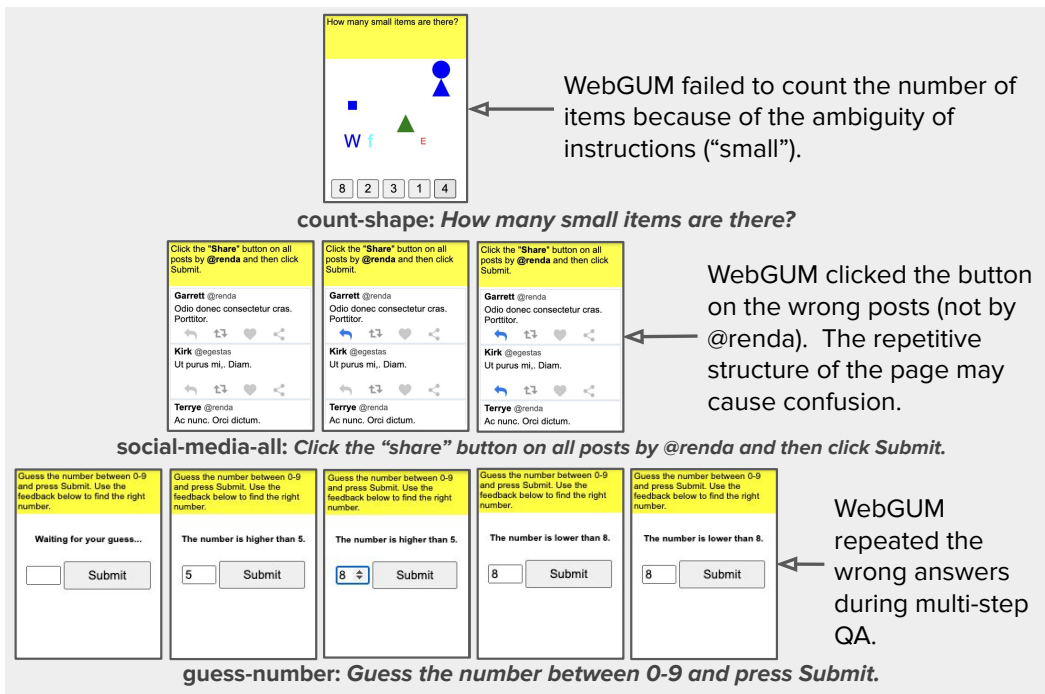 How many small items are there?
W f E
8 2 3 1 4
WebGUM failed to count the number of
items because of the ambiguity of
instructions (“small”).
count-shape: How many small items are there?
Click the "Share" button on all
posts by @renda and then click
Submit.
Garrett @renda
Odio donec consectetur cras.
Porttitor.
Kirk @egestas
Ut purus mi,. Diam.
Terrye @renda
Ac nunc. Orci dictum.
Click the "Share" button on all
posts by @renda and then click
Submit.
Garrett @renda
Odio donec consectetur cras.
Porttitor.
Kirk @egestas
Ut purus mi,. Diam.
Terrye @renda
Ac nunc. Orci dictum.
Click the "Share" button on all
posts by @renda and then click
Submit.
Garrett @renda
Odio donec consectetur cras.
Porttitor.
Kirk @egestas
Ut purus mi,. Diam.
Terrye @renda
Ac nunc. Orci dictum.
WebGUM clicked the button
on the wrong posts (not by
@renda). The repetitive
structure of the page may
cause confusion.
social-media-all: Click the “share” button on all posts by @renda and then click Submit.
Guess the number between 0-9
and press Submit. Use the
feedback below to find the right
number.
Waiting for your guess...
Submit
Guess the number between 0-9
and press Submit. Use the
feedback below to find the right
number.
The number is higher than 5.
5 Submit
Guess the number between 0-9
and press Submit. Use the
feedback below to find the right
number.
The number is higher than 5.
8 Submit
Guess the number between 0-9
and press Submit. Use the
feedback below to find the right
number.
The number is lower than 8.
8 Submit
Guess the number between 0-9
and press Submit. Use the
feedback below to find the right
number.
The number is lower than 8.
8 Submit
WebGUM
repeated the
wrong answers
during multi-step
QA.
guess-number: Guess the number between 0-9 and press Submit.